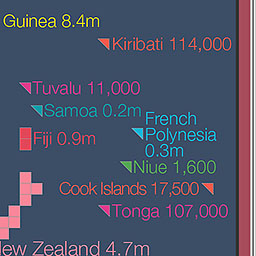 Guinea 8.4m
Kiribati 114,000
Tuvalu 11,000
Samoa 0.2m
French
Polynesia
0.3m
Fiji 0.9m
Niue 1,600
Cook Islands 17,500
Tonga 107,000
New Zealand 4.7m